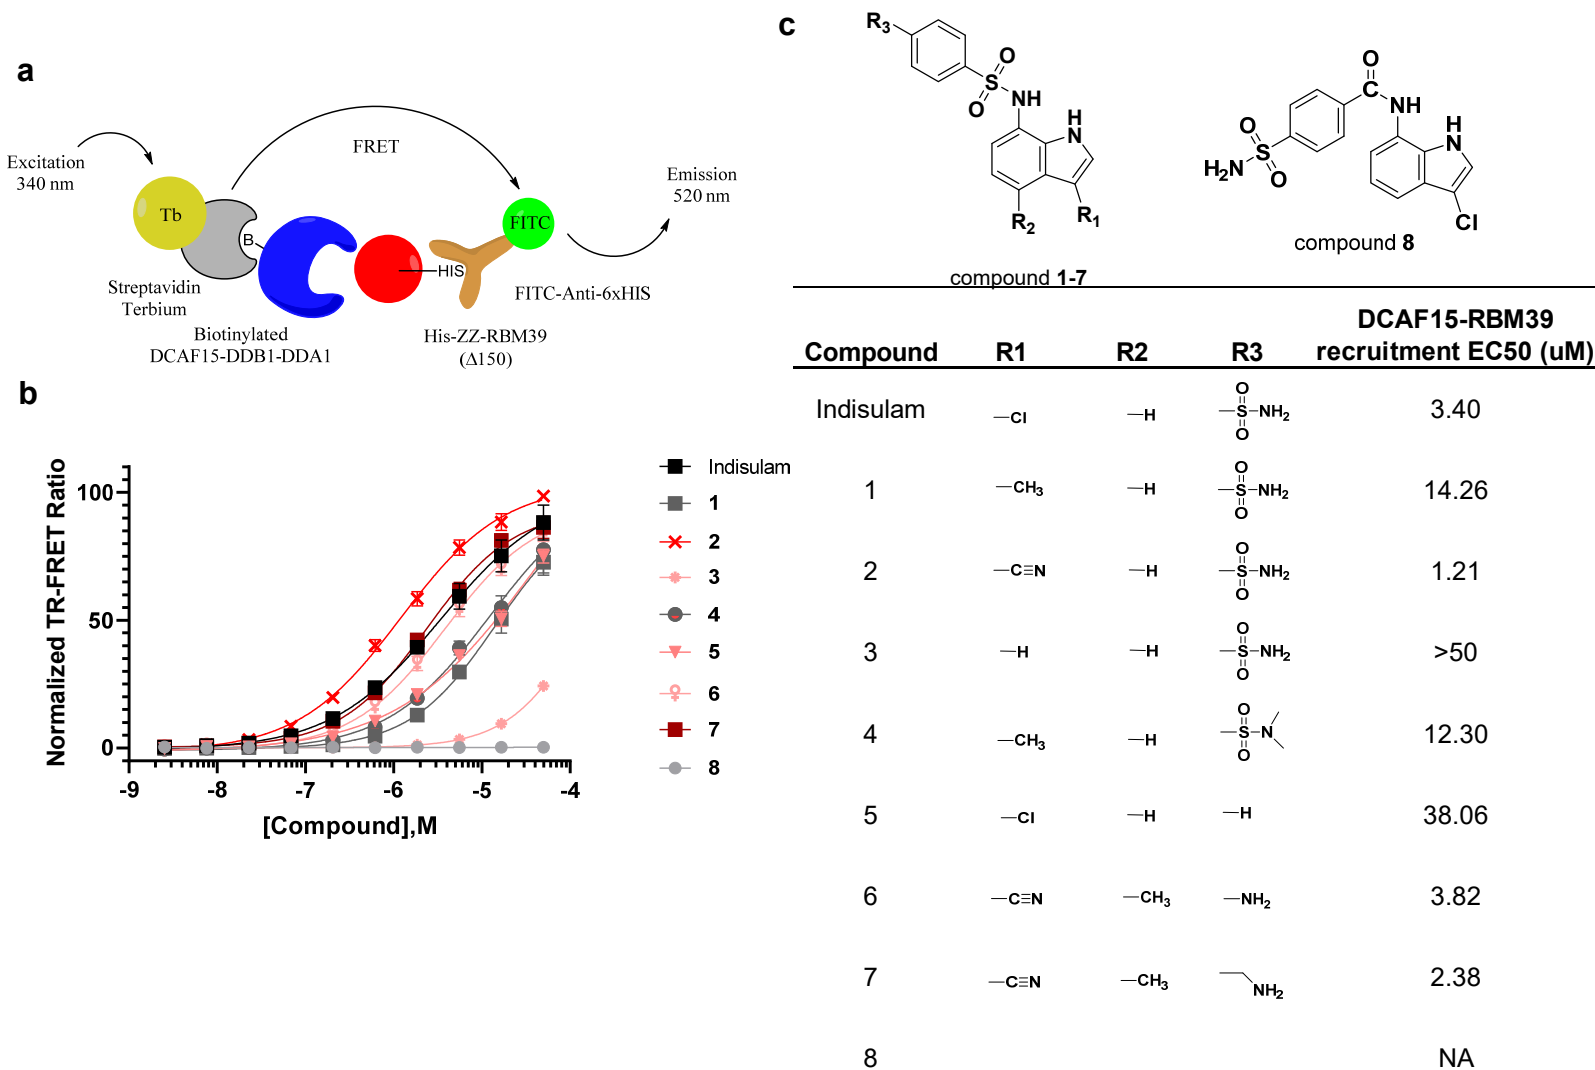 a
Excitation
340 nm
FRET
Emission
520 nm
Tb
B
HIS
FITC
Streptavidin
Terbium
Biotinylated
DCAF15-DDB1-DDA1
His-ZZ-RBM39
(Δ150)
FITC-Anti-6xHIS
b
Normalized TR-FRET Ratio
100
50
0
-9 -8 -7 -6 -5 -4
[Compound],M
Indisulam
1
2
3
4
5
6
7
8
c
R3
O
S
O
NH
H
N
R2
R1
compound 1-7
O
C
NH
H
N
O
H2N
S
O
Cl
compound 8
Compound R1 R2 R3 DCAF15-RBM39 recruitment EC50 (uM)
Indisulam —Cl —H —S(O)(O)—NH2 3.40
1 —CH3 —H —S(O)(O)—NH2 14.26
2 —C≡N —H —S(O)(O)—NH2 1.21
3 —H —H —S(O)(O)—NH2 >50
4 —CH3 —H —S(O)(O)—N 12.30
5 —Cl —H —H 38.06
6 —C≡N —CH3 —NH2 3.82
7 —C≡N —CH3 NH2 2.38
8 NA